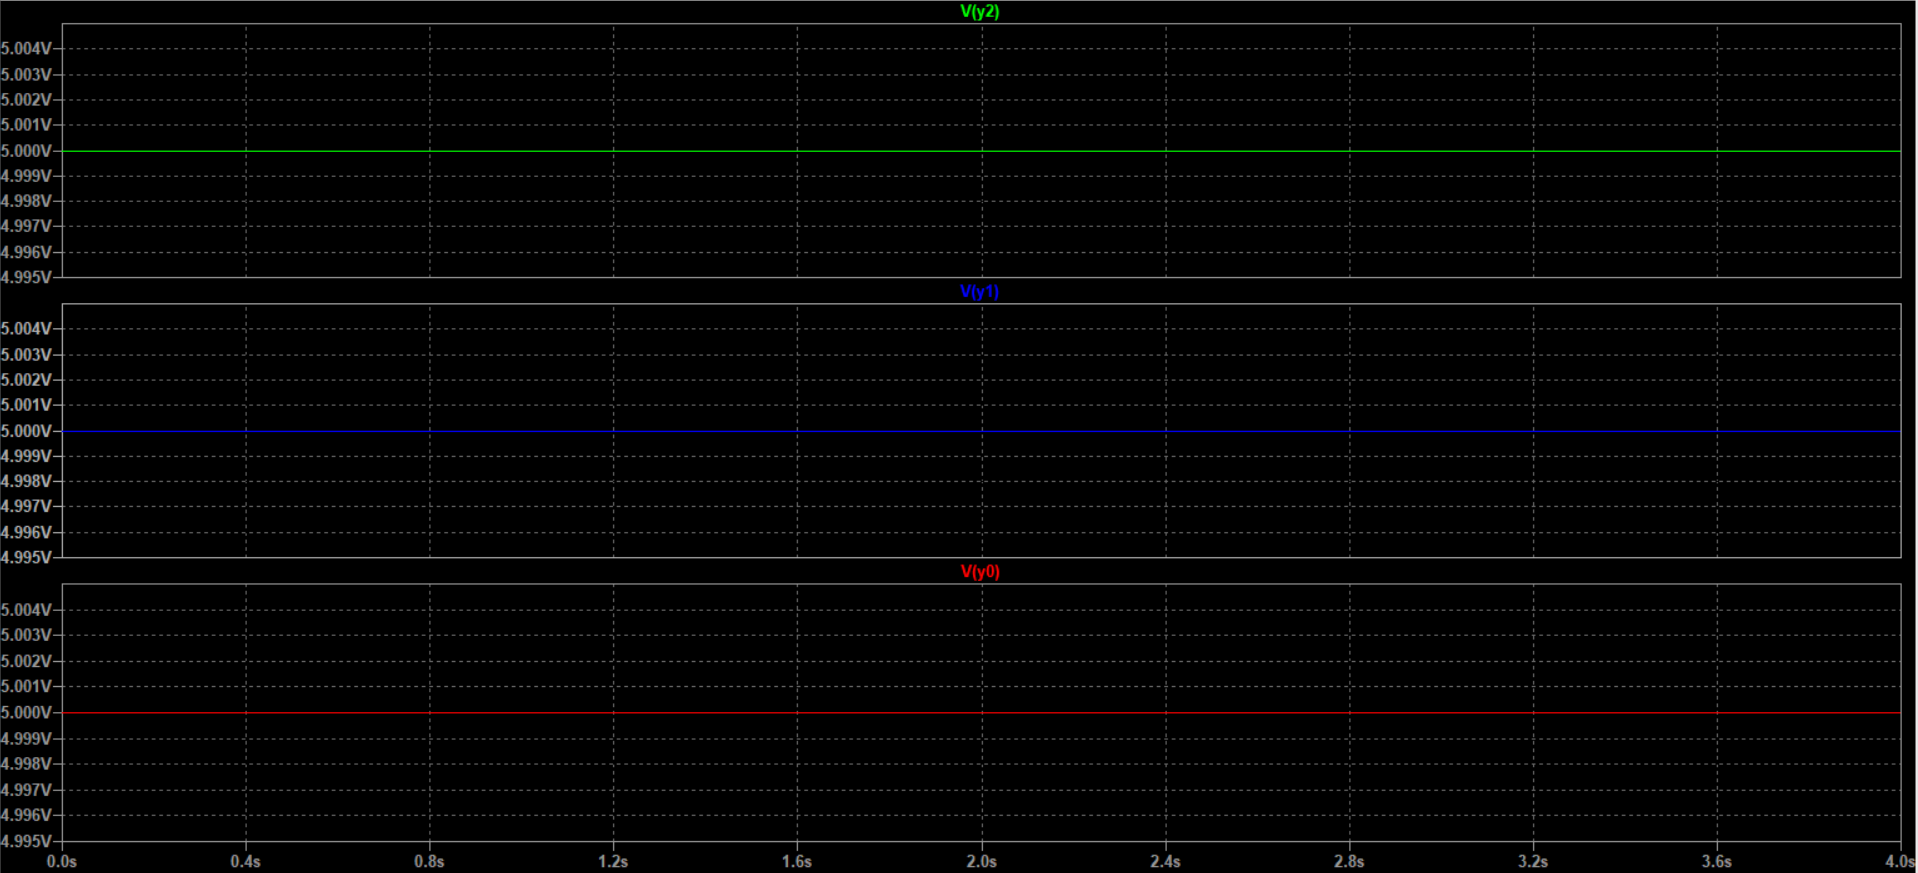 V(y2)
5.004V
5.003V
5.002V
5.001V
5.000V
4.999V
4.998V
4.997V
4.996V
4.995V
V(y1)
5.004V
5.003V
5.002V
5.001V
5.000V
4.999V
4.998V
4.997V
4.996V
4.995V
V(y0)
5.004V
5.003V
5.002V
5.001V
5.000V
4.999V
4.998V
4.997V
4.996V
4.995V
0.0s 0.4s 0.8s 1.2s 1.6s 2.0s 2.4s 2.8s 3.2s 3.6s 4.0s